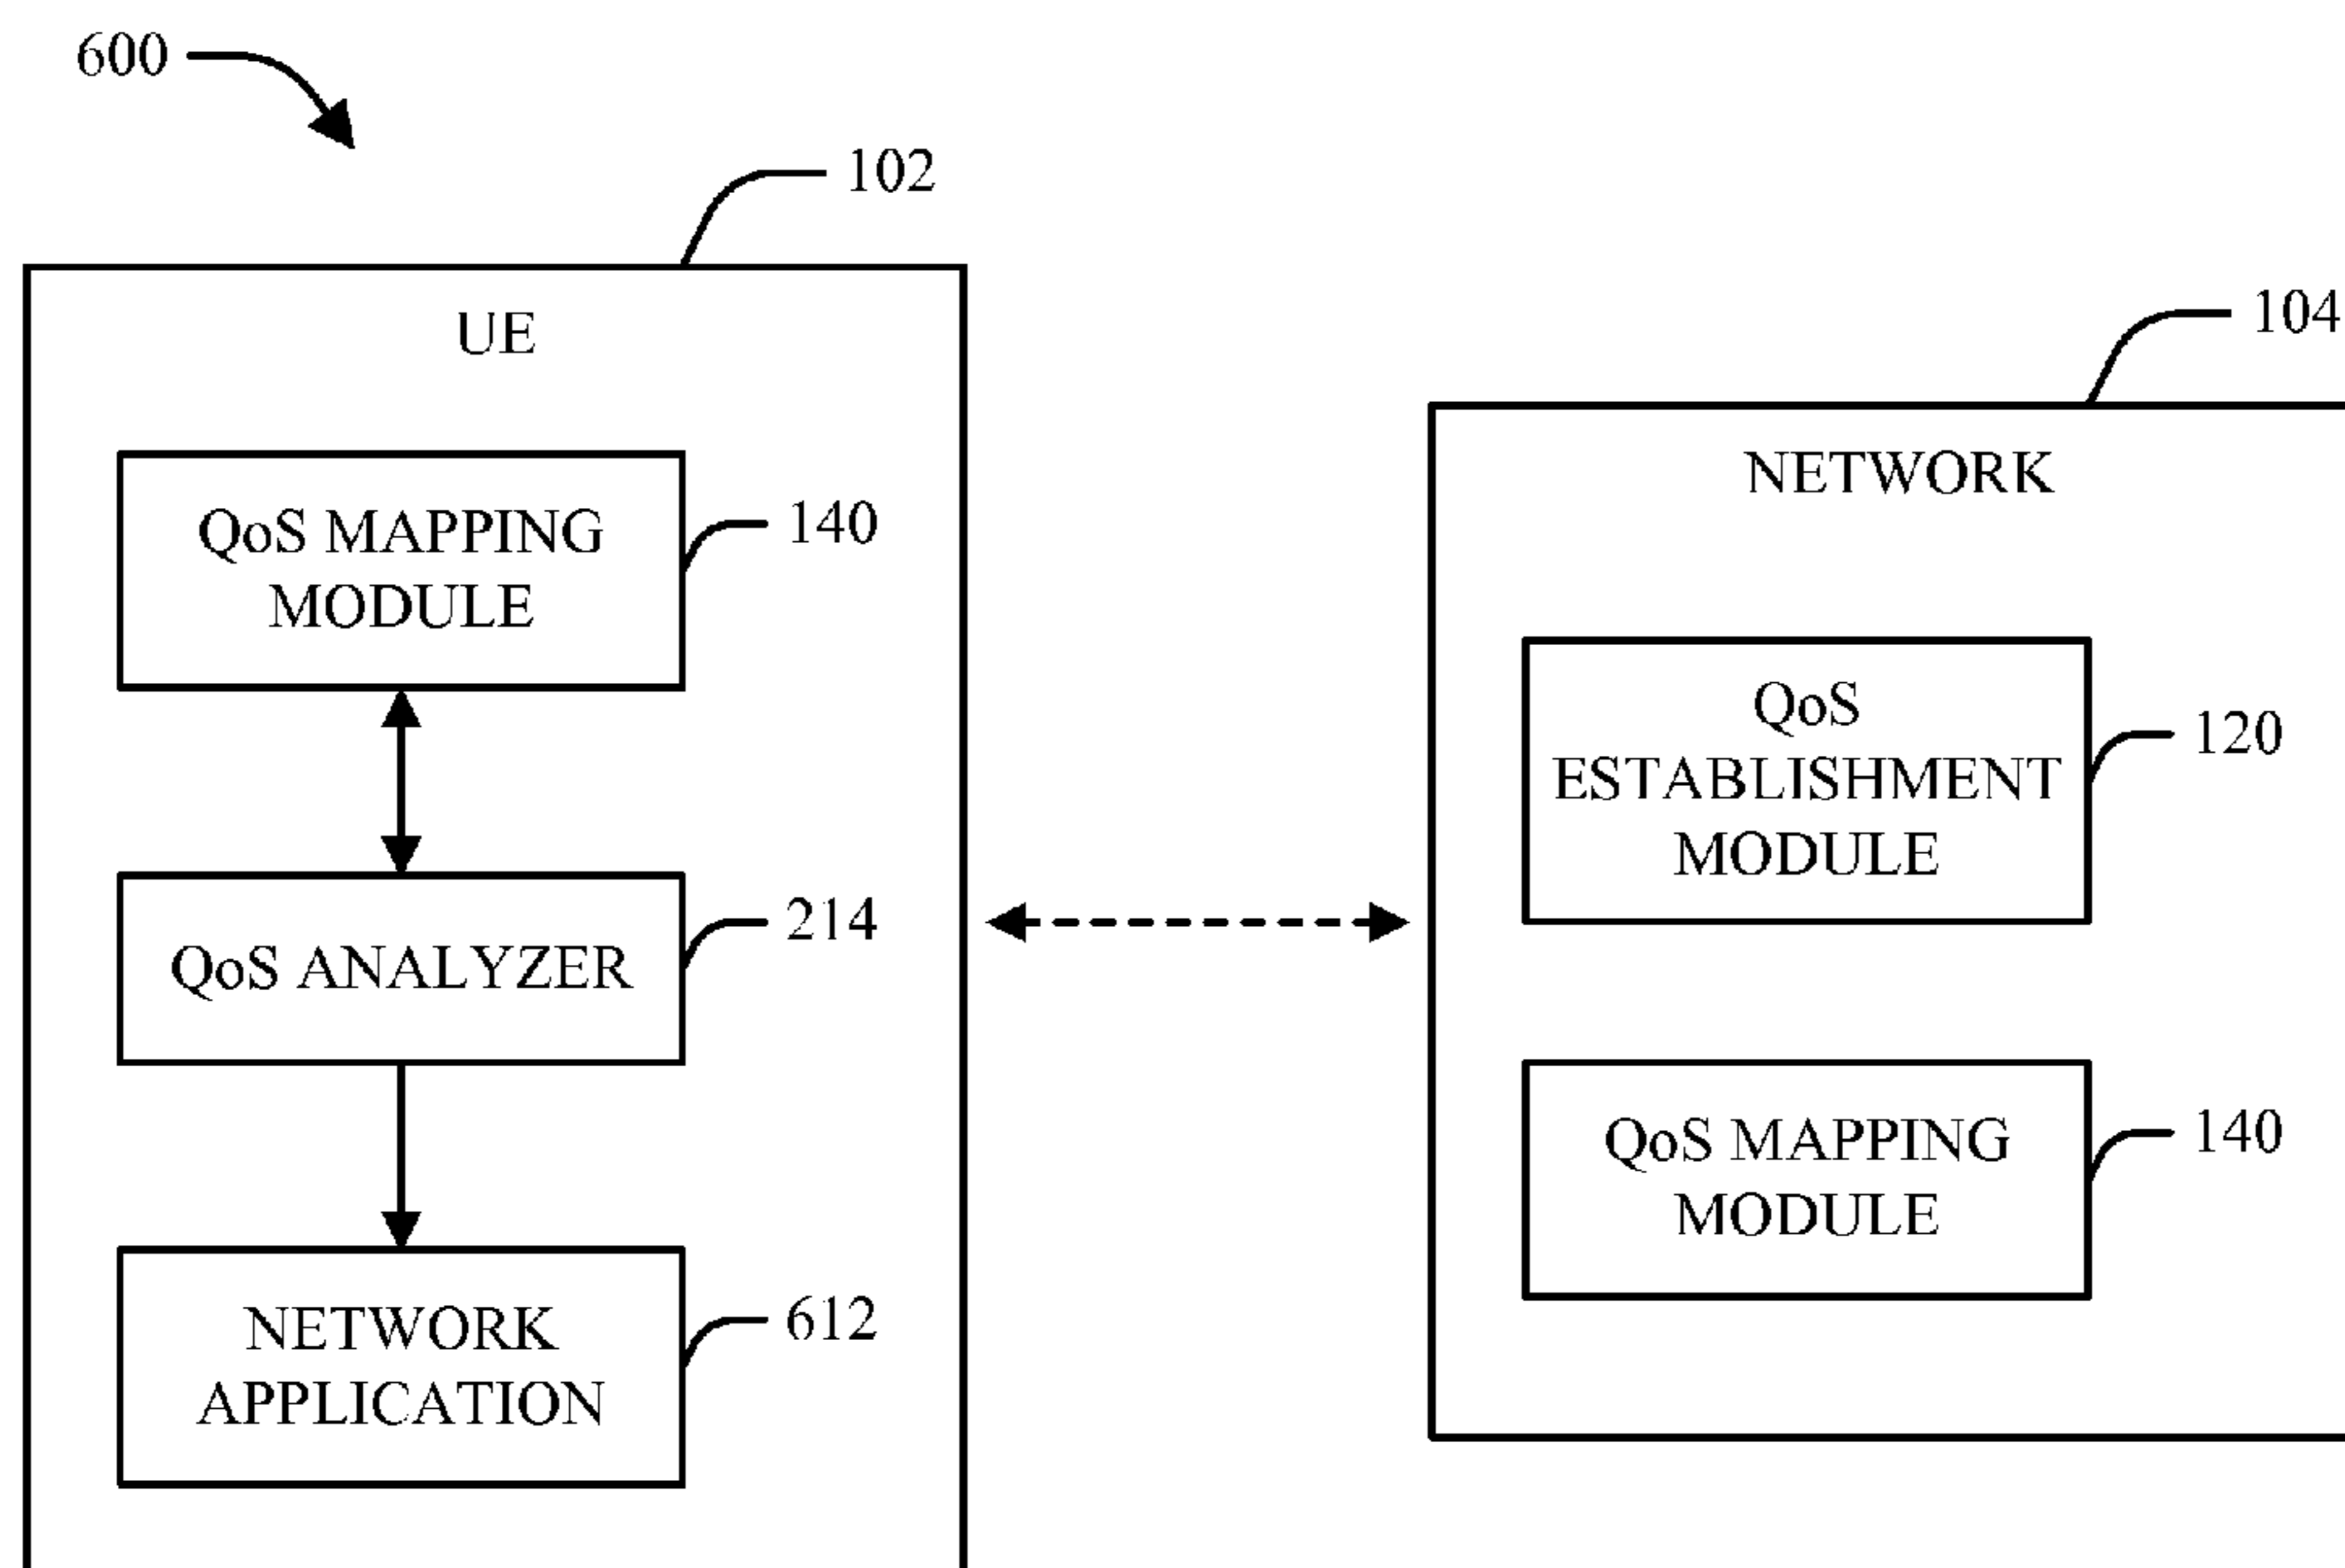 600
102
UE
QoS MAPPING
MODULE
140
QoS ANALYZER
214
NETWORK
APPLICATION
612
104
NETWORK
QoS
ESTABLISHMENT
MODULE
120
QoS MAPPING
MODULE
140